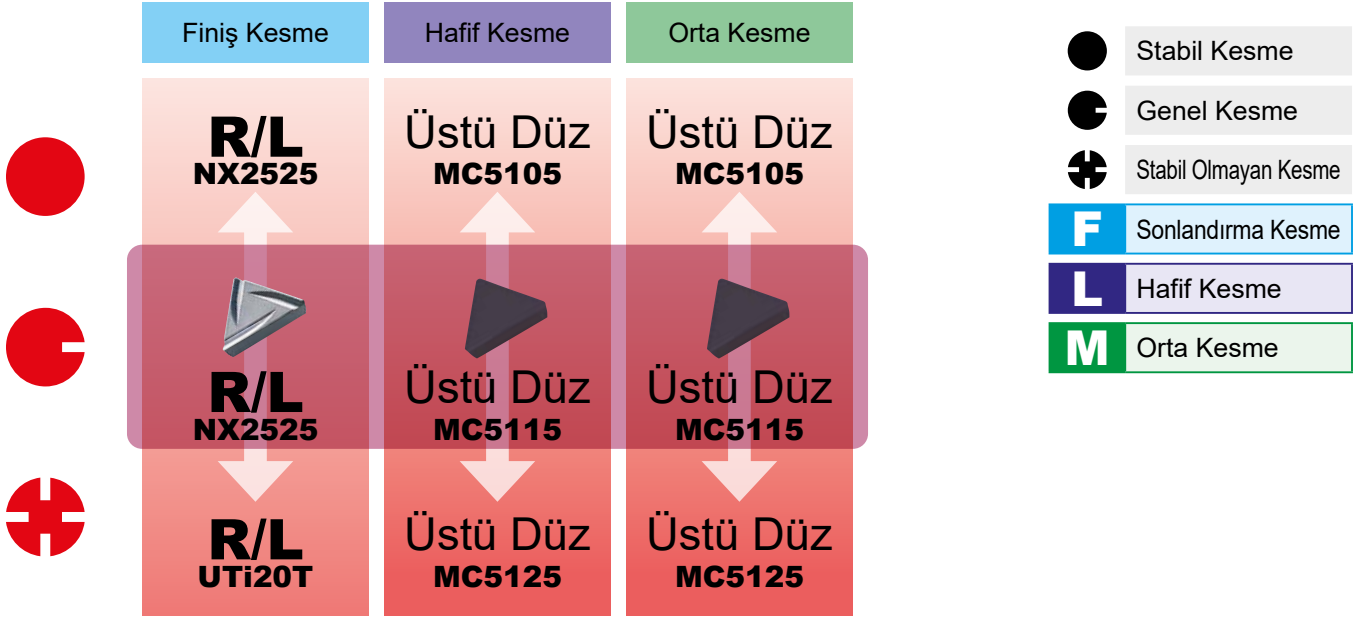 Finiş Kesme
Hafif Kesme
Orta Kesme
R/L
NX2525
Üstü Düz
MC5105
Üstü Düz
MC5105
R/L
NX2525
Üstü Düz
MC5115
Üstü Düz
MC5115
R/L
UTi20T
Üstü Düz
MC5125
Üstü Düz
MC5125
Stabil Kesme
Genel Kesme
Stabil Olmayan Kesme
F Sonlandırma Kesme
L Hafif Kesme
M Orta Kesme